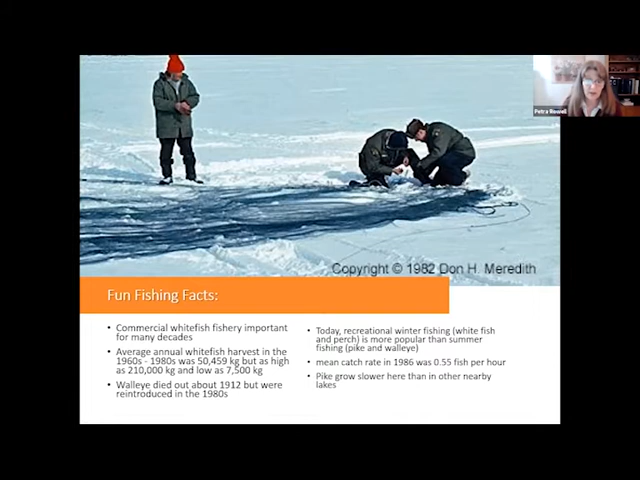 Petra Rowell
Copyright © 1982 Don H. Meredith
Fun Fishing Facts:
• Commercial whitefish fishery important
for many decades
• Average annual whitefish harvest in the
1960s - 1980s was 50,459 kg but as high
as 210,000 kg and low as 7,500 kg
• Walleye died out about 1912 but were
reintroduced in the 1980s
• Today, recreational winter fishing (white fish
and perch) is more popular than summer
fishing (pike and walleye)
• mean catch rate in 1986 was 0.55 fish per hour
• Pike grow slower here than in other nearby
lakes